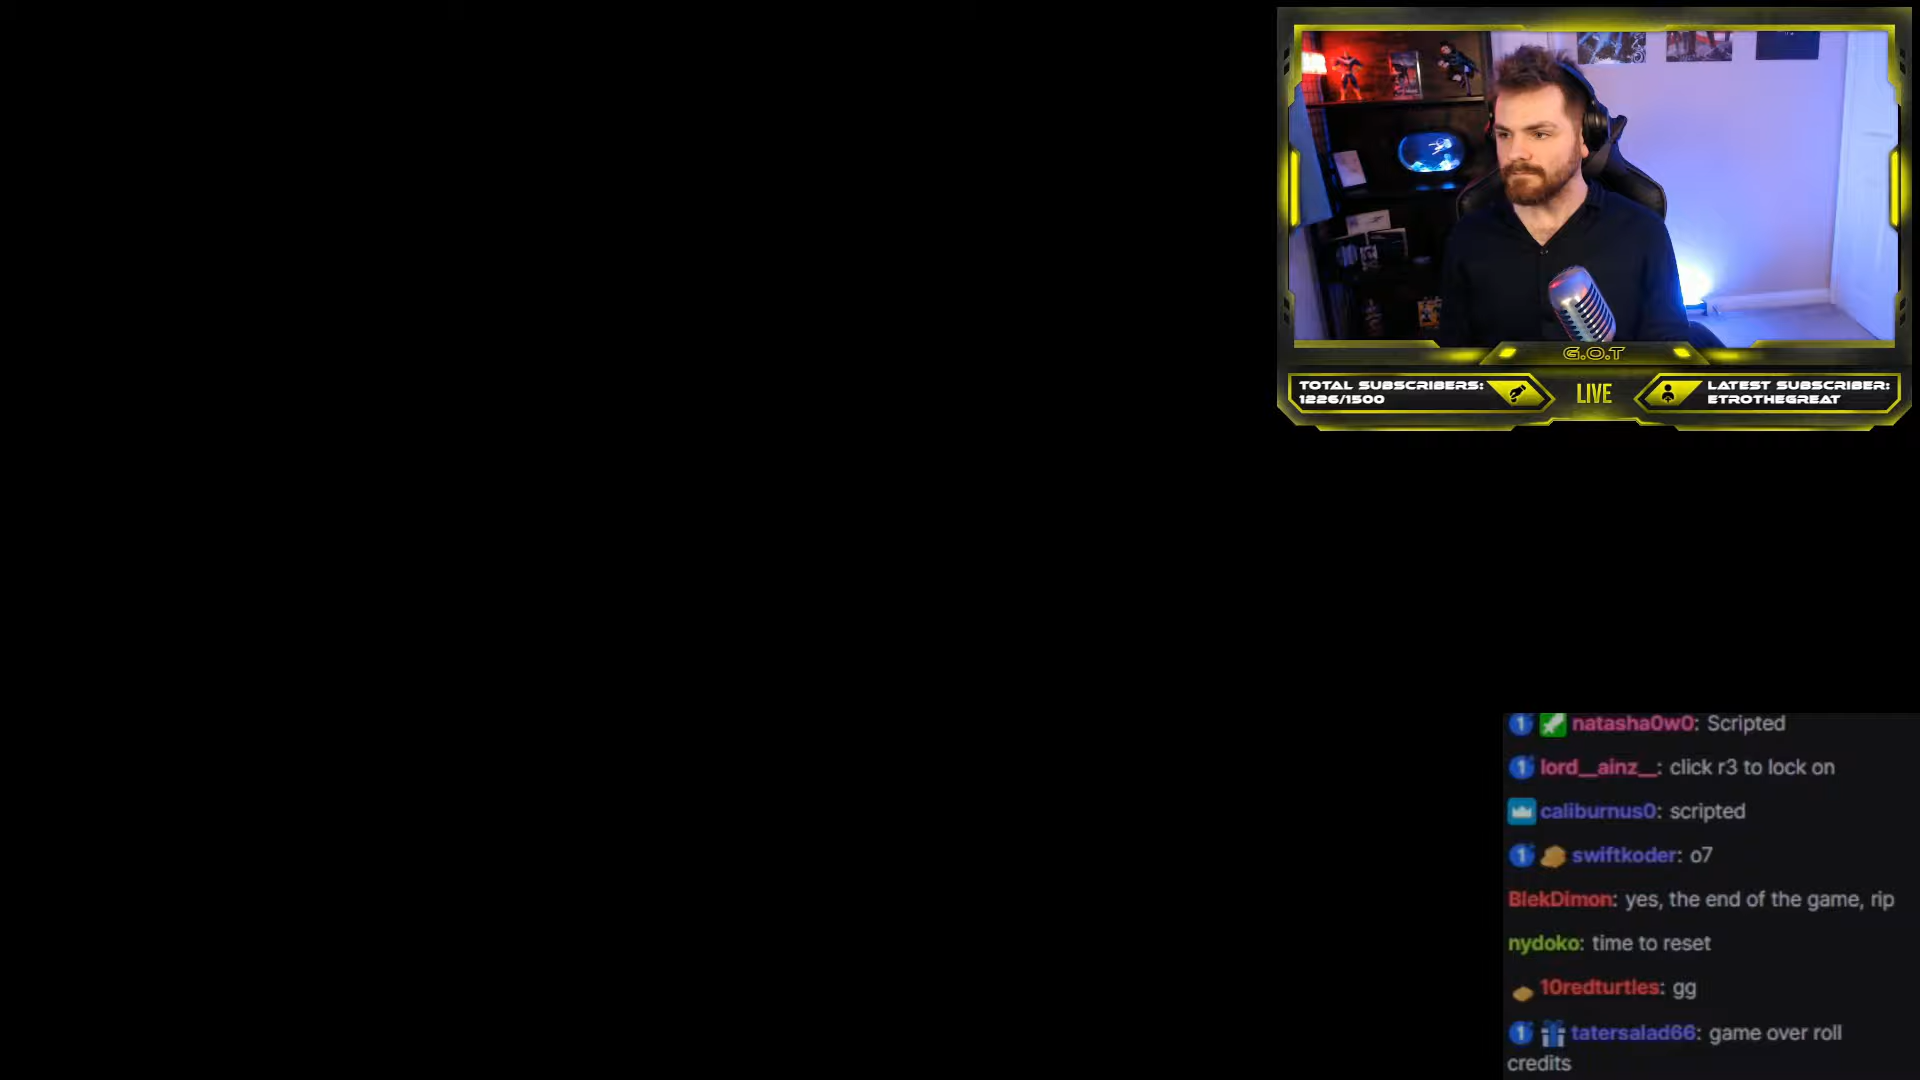 G.O.T
TOTAL SUBSCRIBERS:
1226/1500
LIVE
LATEST SUBSCRIBER:
ETROTHEGREAT
natasha0w0: Scripted
lord__ainz__: click r3 to lock on
caliburnus0: scripted
swiftkoder: o7
BlekDimon: yes, the end of the game, rip
nydoko: time to reset
10redturtles: gg
tatersalad66: game over roll
credits